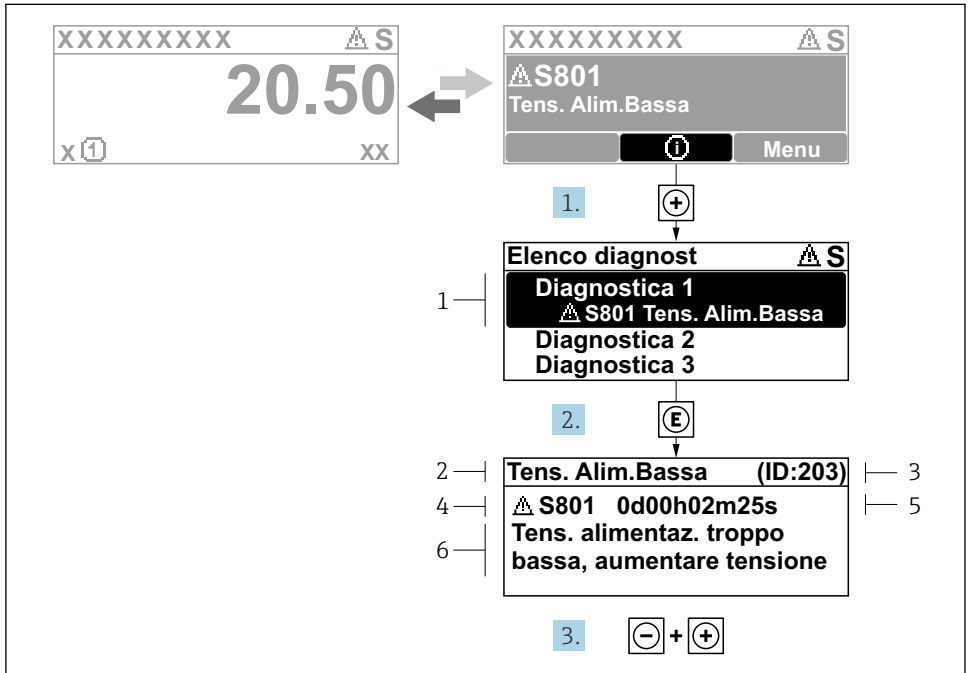 XXXXXXXXX ⚠ S
20.50
x ① xx
XXXXXXXXX ⚠ S
⚠ S801
Tens. Alim.Bassa
ⓘ Menu
1. +
Elenco diagnost ⚠ S
1 Diagnostica 1
⚠ S801 Tens. Alim.Bassa
Diagnostica 2
Diagnostica 3
2. E
2 Tens. Alim.Bassa (ID:203) 3
4 ⚠ S801 0d00h02m25s 5
6 Tens. alimentaz. troppo
bassa, aumentare tensione
3. - + +